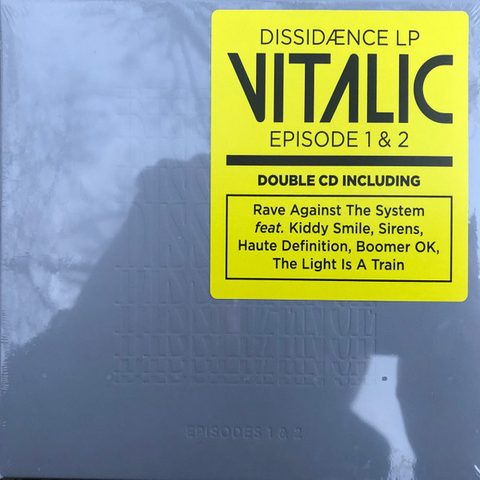 DISSIDÆNCE LP
VITALIC
EPISODE 1 & 2
DOUBLE CD INCLUDING
Rave Against The System
feat. Kiddy Smile, Sirens,
Haute Definition, Boomer OK,
The Light Is A Train
DISSIDÆNCE
EPISODES 1 & 2